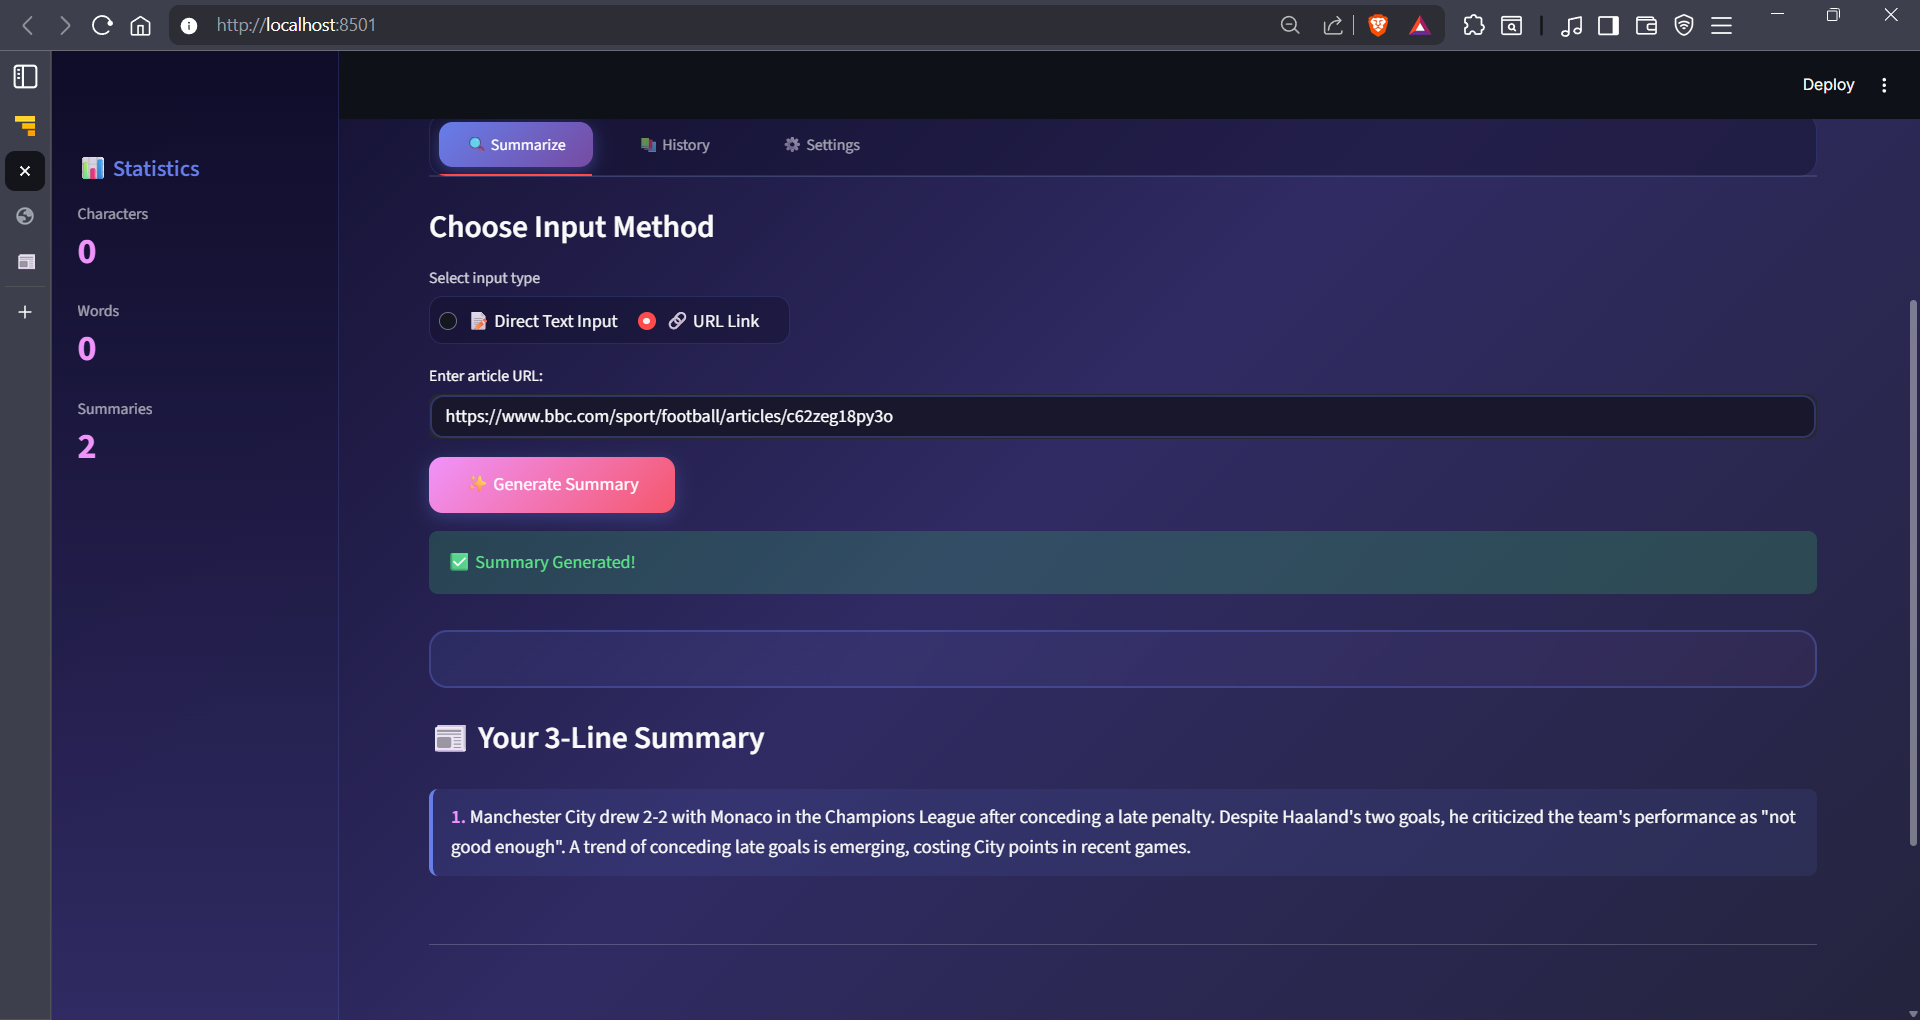 http://localhost:8501
Deploy
📊 Statistics
Characters
0
Words
0
Summaries
2
🔍 Summarize
📚 History
⚙️ Settings
Choose Input Method
Select input type
📝 Direct Text Input
🔗 URL Link
Enter article URL:
https://www.bbc.com/sport/football/articles/c62zeg18py3o
✨ Generate Summary
✅ Summary Generated!
📰 Your 3-Line Summary
1. Manchester City drew 2-2 with Monaco in the Champions League after conceding a late penalty. Despite Haaland's two goals, he criticized the team's performance as "not
good enough". A trend of conceding late goals is emerging, costing City points in recent games.